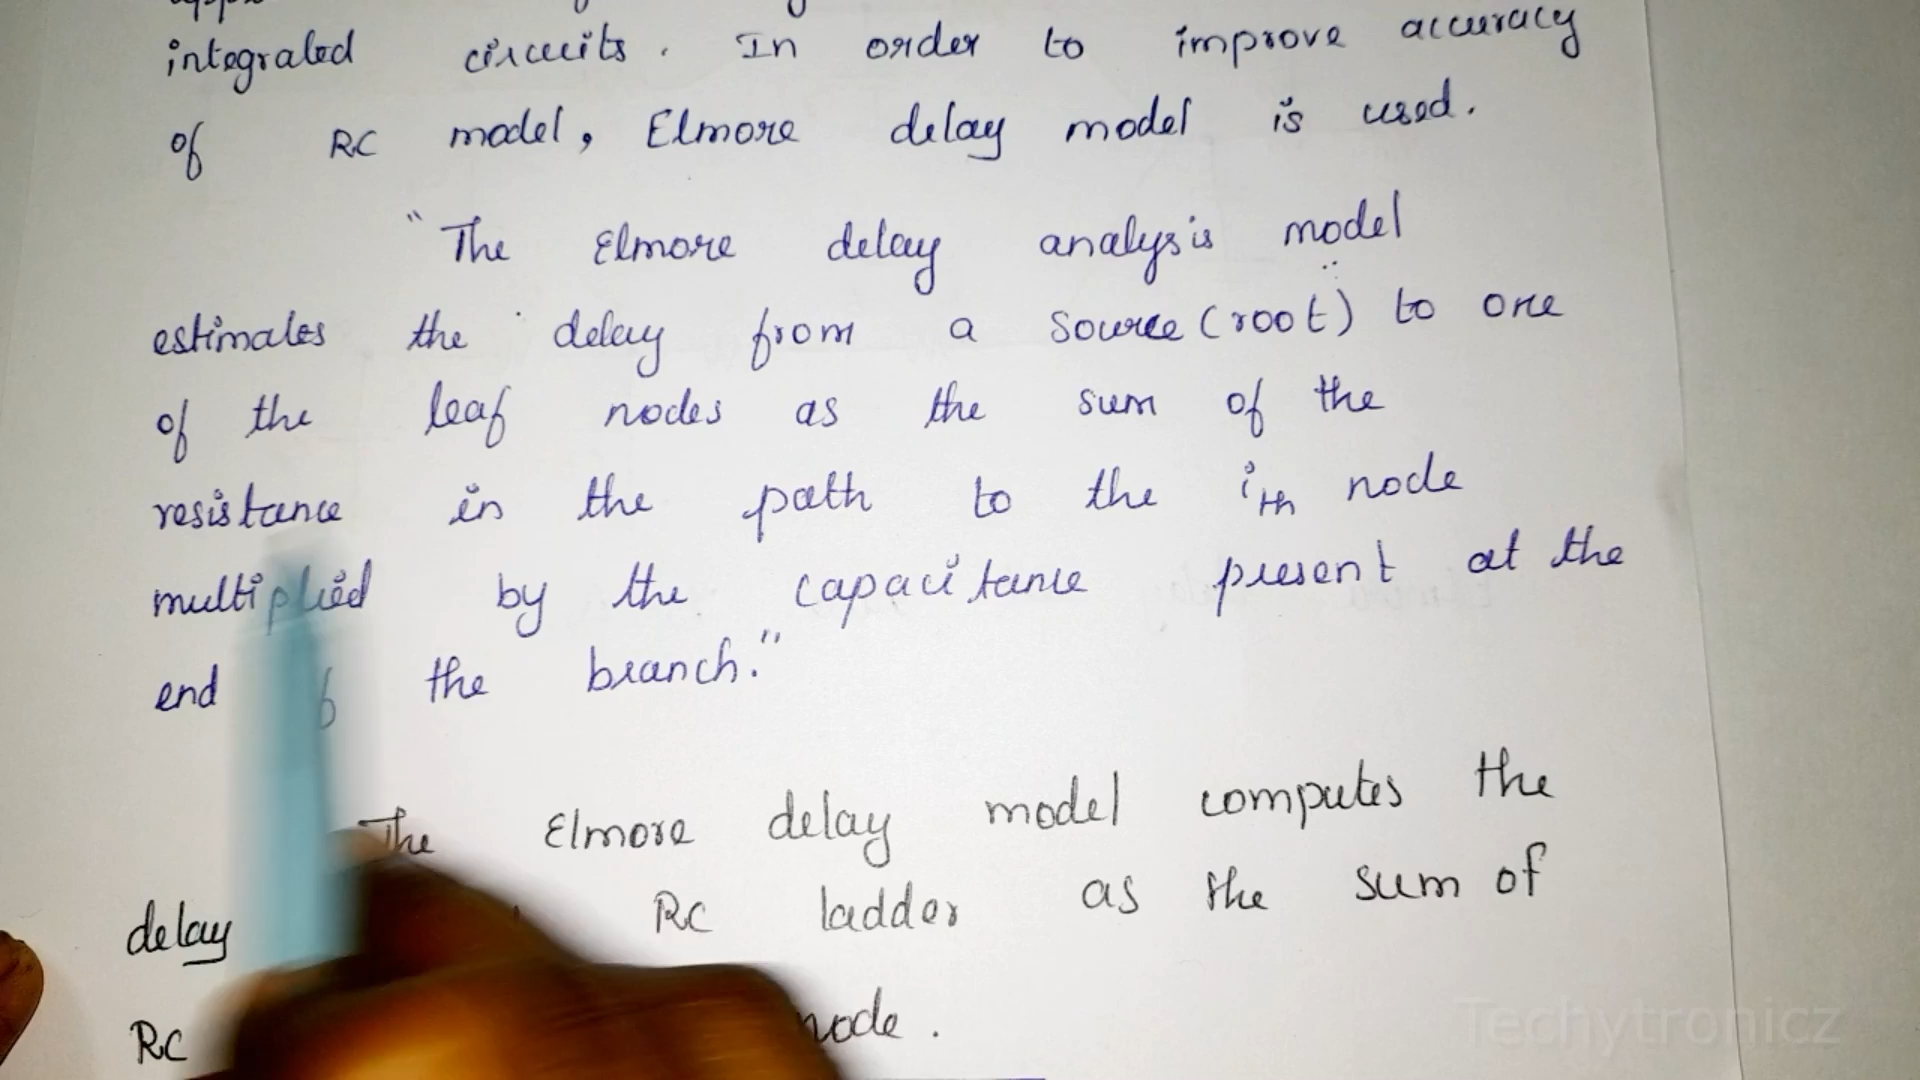 integrated circuits. In order to improve accuracy
of RC model, Elmore delay model is used.
"The Elmore delay analysis model
estimates the delay from a source (root) to one
of the leaf nodes as the sum of the
resistance in the path to the ith node
multiplied by the capacitance present at the
end of the branch."
The Elmore delay model computes the
delay RC ladder as the sum of
RC node.
Techytronicz